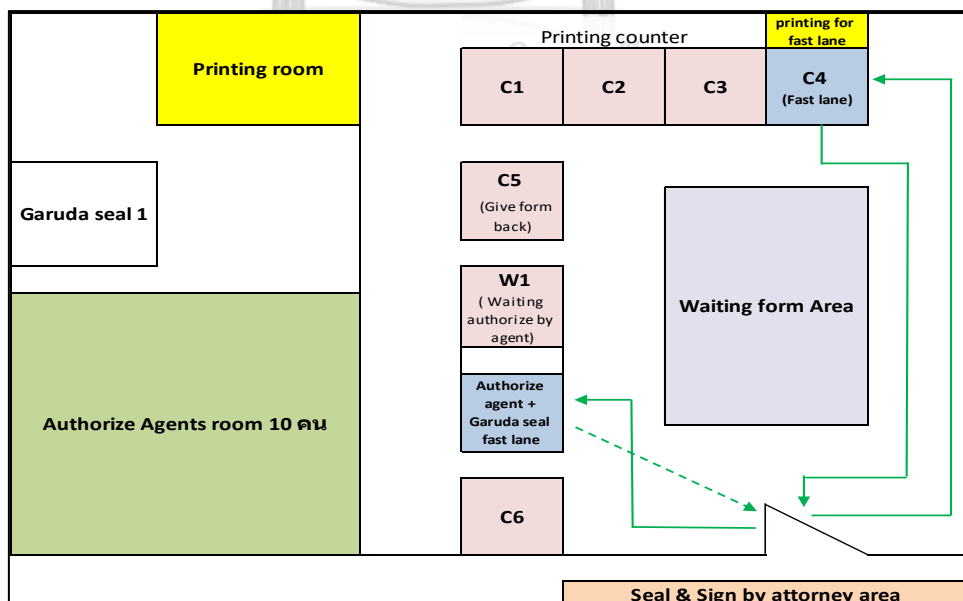 Printing room
Printing counter
printing for
fast lane
C1
C2
C3
C4
(Fast lane)
Garuda seal 1
C5
(Give form
back)
W1
( Waiting
authorize by
agent)
Waiting form Area
Authorize
agent +
Garuda seal
fast lane
Authorize Agents room 10 คน
C6
Seal & Sign by attorney area